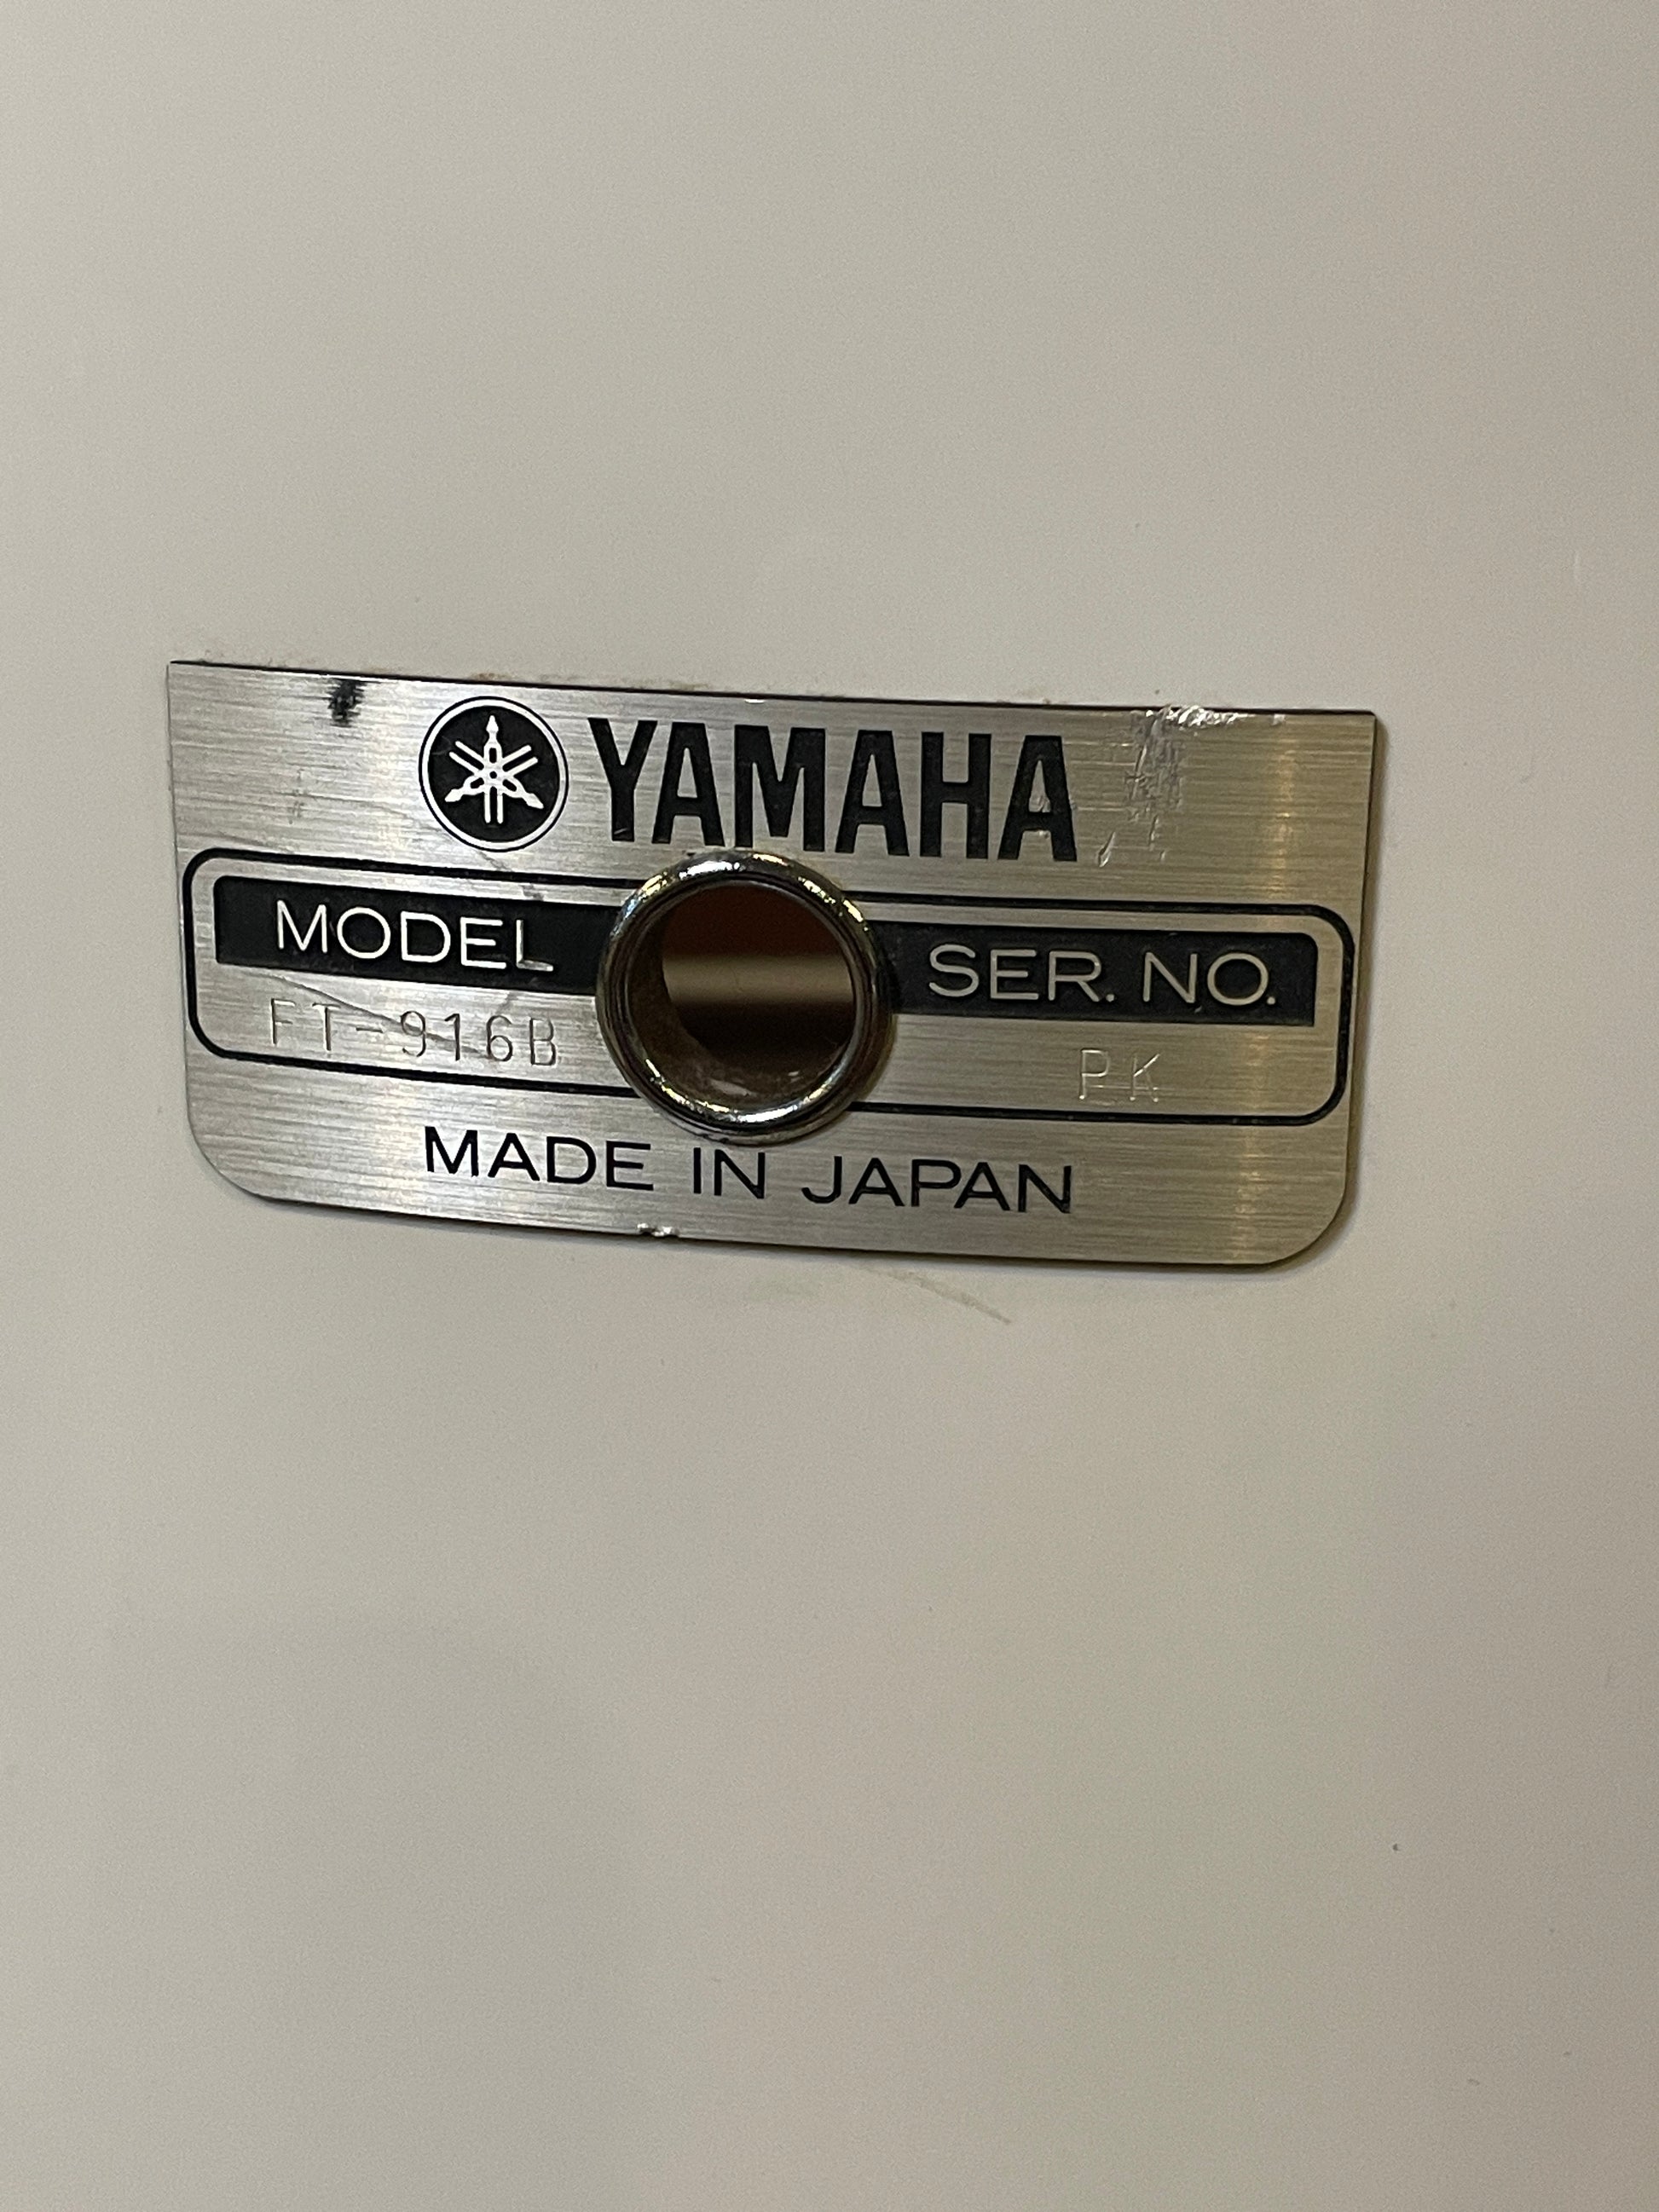 YAMAHA
MODEL SER. NO.
FT-916B PK
MADE IN JAPAN